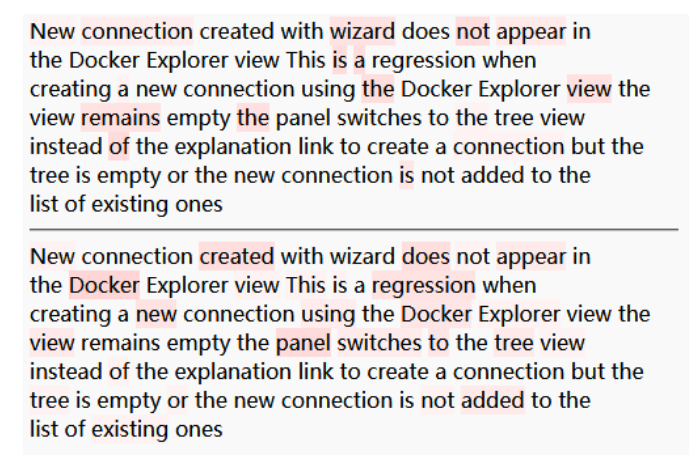 New connection created with wizard does not appear in
the Docker Explorer view This is a regression when
creating a new connection using the Docker Explorer view the
view remains empty the panel switches to the tree view
instead of the explanation link to create a connection but the
tree is empty or the new connection is not added to the
list of existing ones
New connection created with wizard does not appear in
the Docker Explorer view This is a regression when
creating a new connection using the Docker Explorer view the
view remains empty the panel switches to the tree view
instead of the explanation link to create a connection but the
tree is empty or the new connection is not added to the
list of existing ones